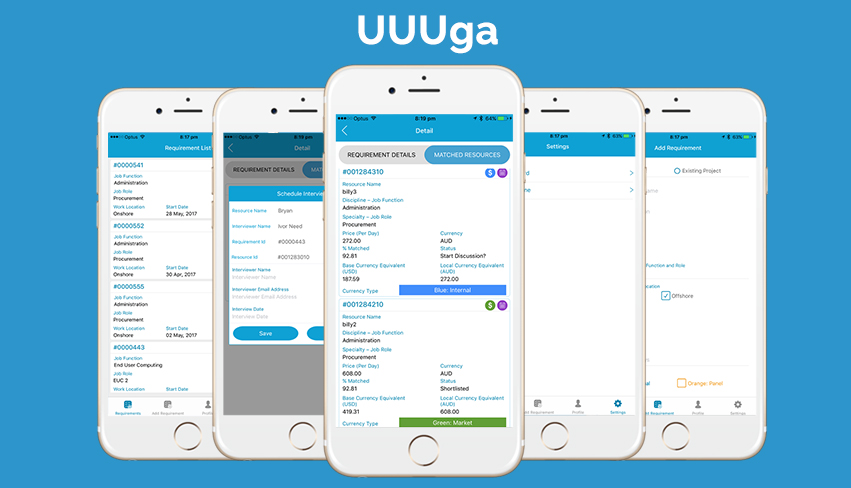 UUUga
Optus
8:17 pm
Requirement List
#0000541
Job Function
Administration
Job Role
Procurement
Work Location Start Date
Onshore 28 May, 2017
#0000552
Job Function
Administration
Job Role
Procurement
Work Location Start Date
Onshore 30 Apr, 2017
#0000555
Job Function
Administration
Job Role
Procurement
Work Location Start Date
Onshore 02 May, 2017
#0000443
Job Function
End User Computing
Job Role
EUC 2
Work Location Start Date
Requirements Add Requirement
Optus
Detail
REQUIREMENT DETAILS
Schedule Interview
Resource Name Bryan
Interviewer Name Ivor Need
Requirement Id #0000443
Resource Id #001283010
Interviewer Name
Interviewer Name
Interviewer Email Address
Interviewer Email Address
Interview Date
Interview Date
Save
Optus 8:19 pm 64%
Detail
REQUIREMENT DETAILS MATCHED RESOURCES
#001284310 $
Resource Name
billy3
Discipline – Job Function
Administration
Specialty – Job Role
Procurement
Price (Per Day) Currency
272.00 AUD
% Matched Status
92.81 Start Discussion?
Base Currency Equivalent (USD) Local Currency Equivalent (AUD)
187.59 272.00
Currency Type Blue: Internal
#001284210 $
Resource Name
billy2
Discipline – Job Function
Administration
Specialty – Job Role
Procurement
Price (Per Day) Currency
608.00 AUD
% Matched Status
92.81 Shortlisted
Base Currency Equivalent (USD) Local Currency Equivalent (AUD)
419.31 608.00
Currency Type Green: Market
8:17 pm 63%
Settings
Profile Settings
8:17 pm 63%
Add Requirement
Existing Project
Function and Role
Offshore
Orange: Panel
Add Requirement Profile Settings